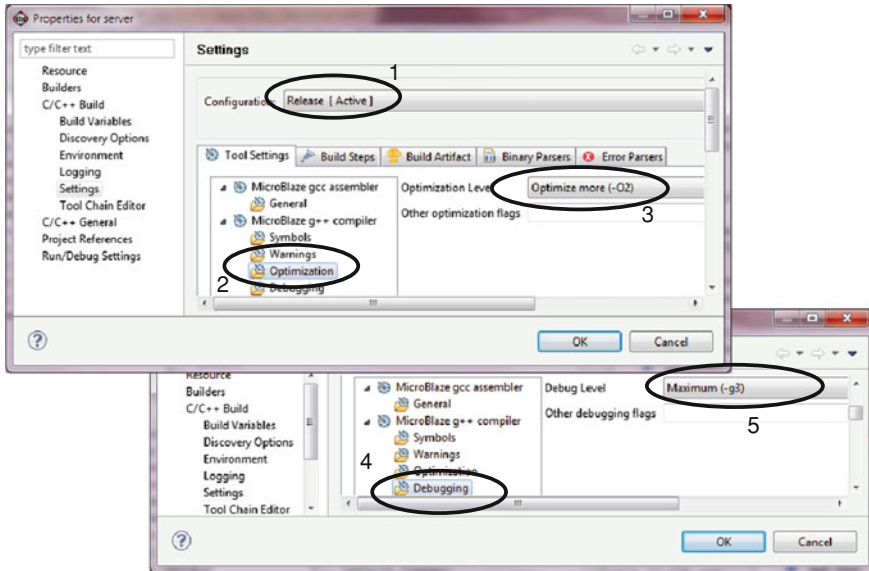 Properties for server
type filter text
Settings
Resource
Builders
C/C++ Build
Build Variables
Discovery Options
Environment
Logging
Settings
Tool Chain Editor
C/C++ General
Project References
Run/Debug Settings
1
Configuration: Release [ Active ]
Tool Settings Build Steps Build Artifact Binary Parsers Error Parsers
MicroBlaze gcc assembler
General
MicroBlaze g++ compiler
Symbols
Warnings
2 Optimization
Debugging
Optimization Level Optimize more (-O2)
3
Other optimization flags
? OK Cancel
Resource
Builders
C/C++ Build
Build Variables
Discovery Options
Environment
Logging
Settings
Tool Chain Editor
MicroBlaze gcc assembler
General
MicroBlaze g++ compiler
Symbols
Warnings
4 Optimization
Debugging
Debug Level Maximum (-g3)
5
Other debugging flags
? OK Cancel